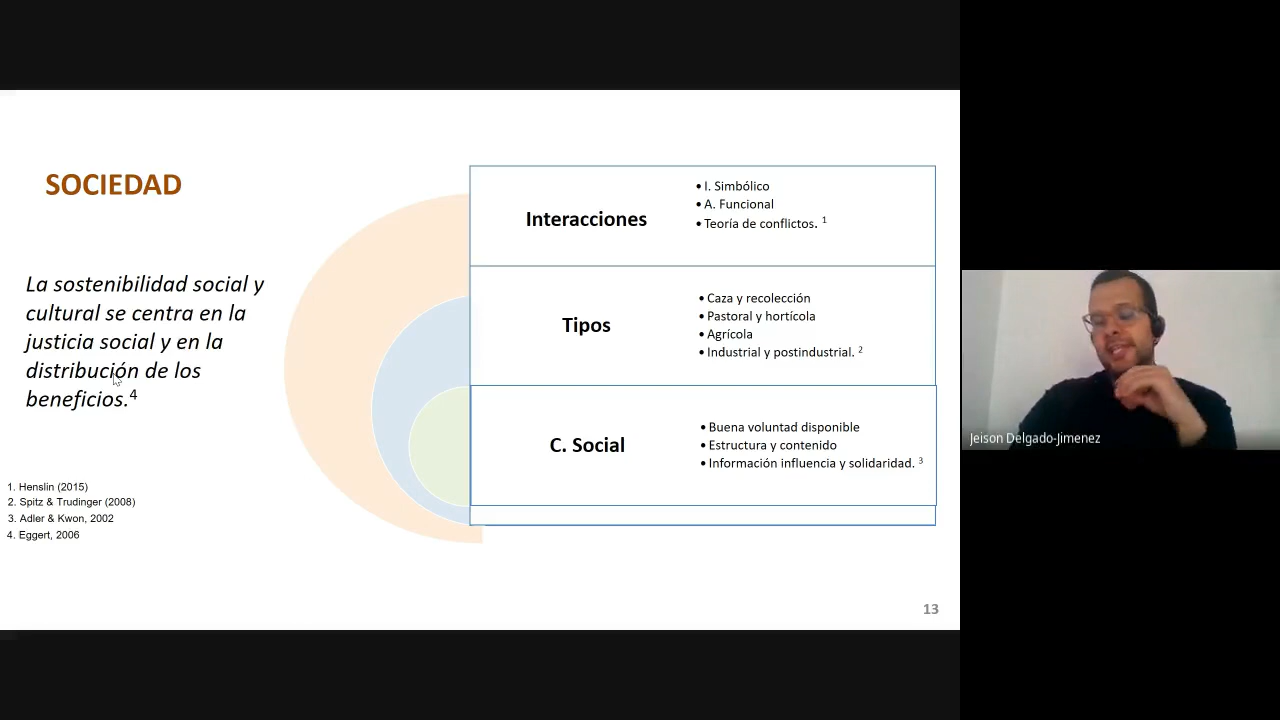 SOCIEDAD
La sostenibilidad social y
cultural se centra en la
justicia social y en la
distribución de los
beneficios.4
1. Henslin (2015)
2. Spitz & Trudinger (2008)
3. Adler & Kwon, 2002
4. Eggert, 2006
Interacciones
• I. Simbólico
• A. Funcional
• Teoría de conflictos. 1
Tipos
• Caza y recolección
• Pastoral y hortícola
• Agrícola
• Industrial y postindustrial. 2
C. Social
• Buena voluntad disponible
• Estructura y contenido
• Información influencia y solidaridad. 3
13
Jeison Delgado-Jimenez